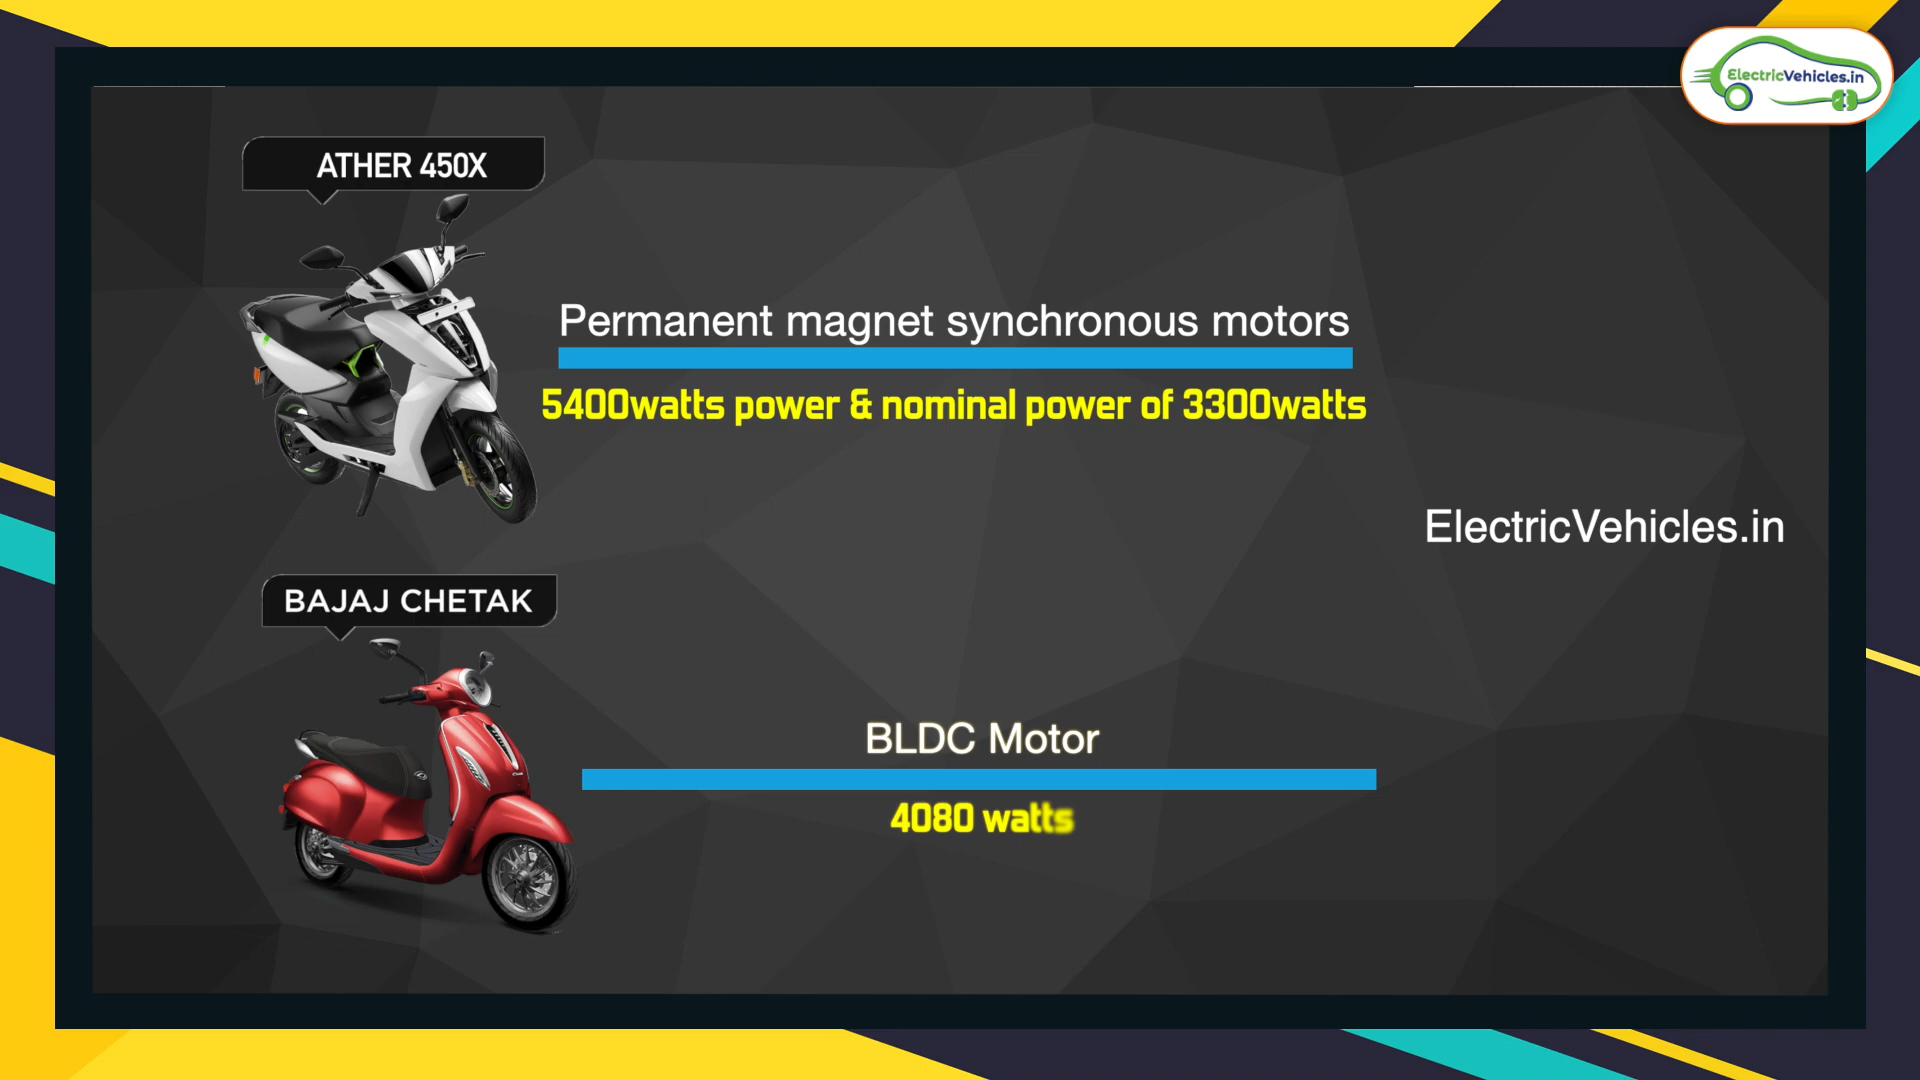 ElectricVehicles.in
ATHER 450X
Permanent magnet synchronous motors
5400watts power & nominal power of 3300watts
ElectricVehicles.in
BAJAJ CHETAK
BLDC Motor
4080 watts